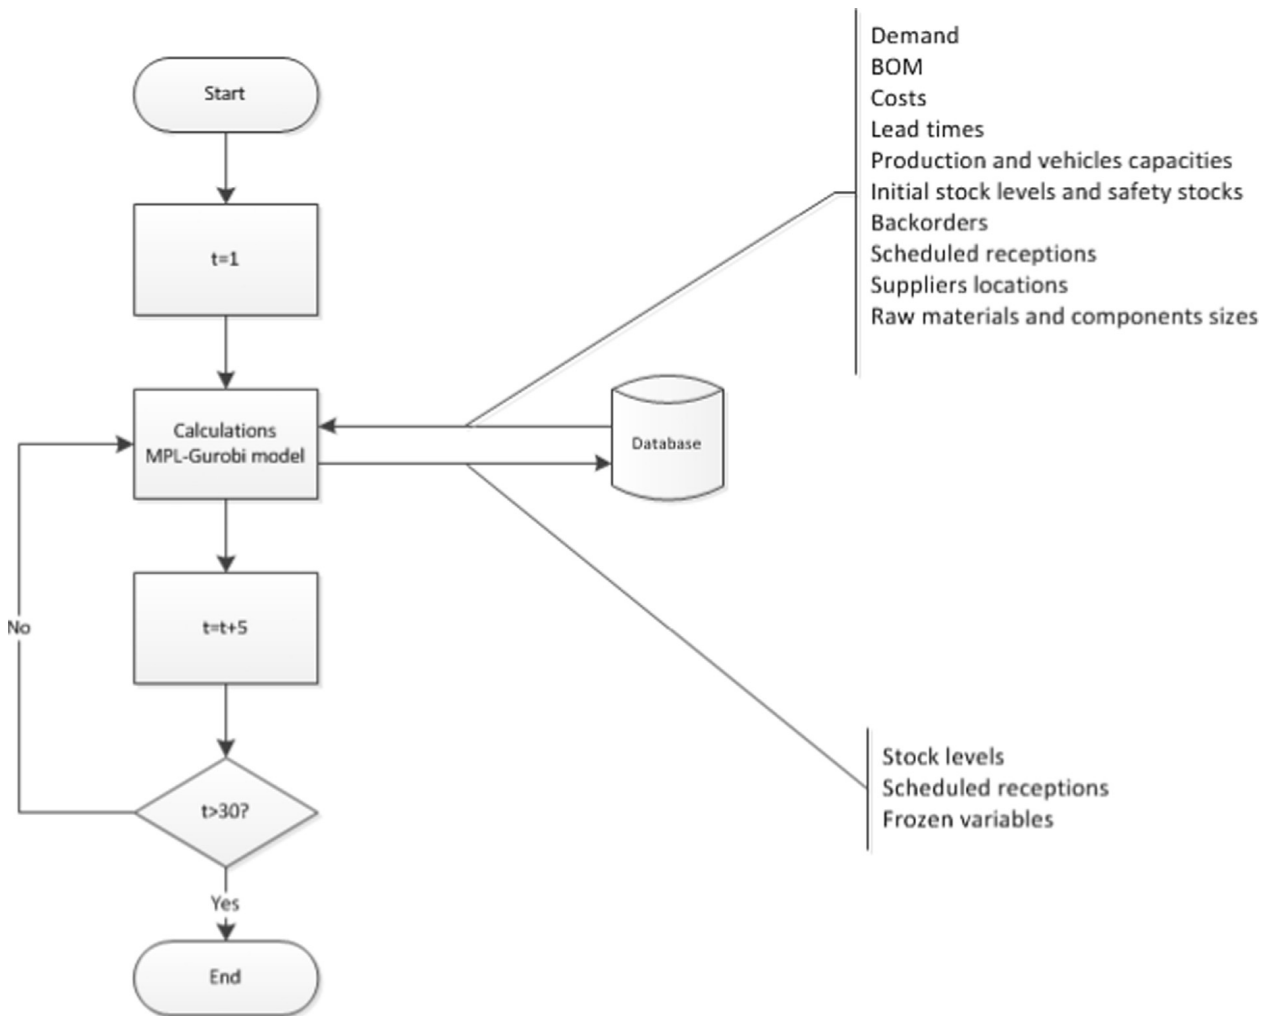 Start
t=1
Calculations
MPL-Gurobi model
Database
t=t+5
No
t>30?
Yes
End
Demand
BOM
Costs
Lead times
Production and vehicles capacities
Initial stock levels and safety stocks
Backorders
Scheduled receptions
Suppliers locations
Raw materials and components sizes
Stock levels
Scheduled receptions
Frozen variables